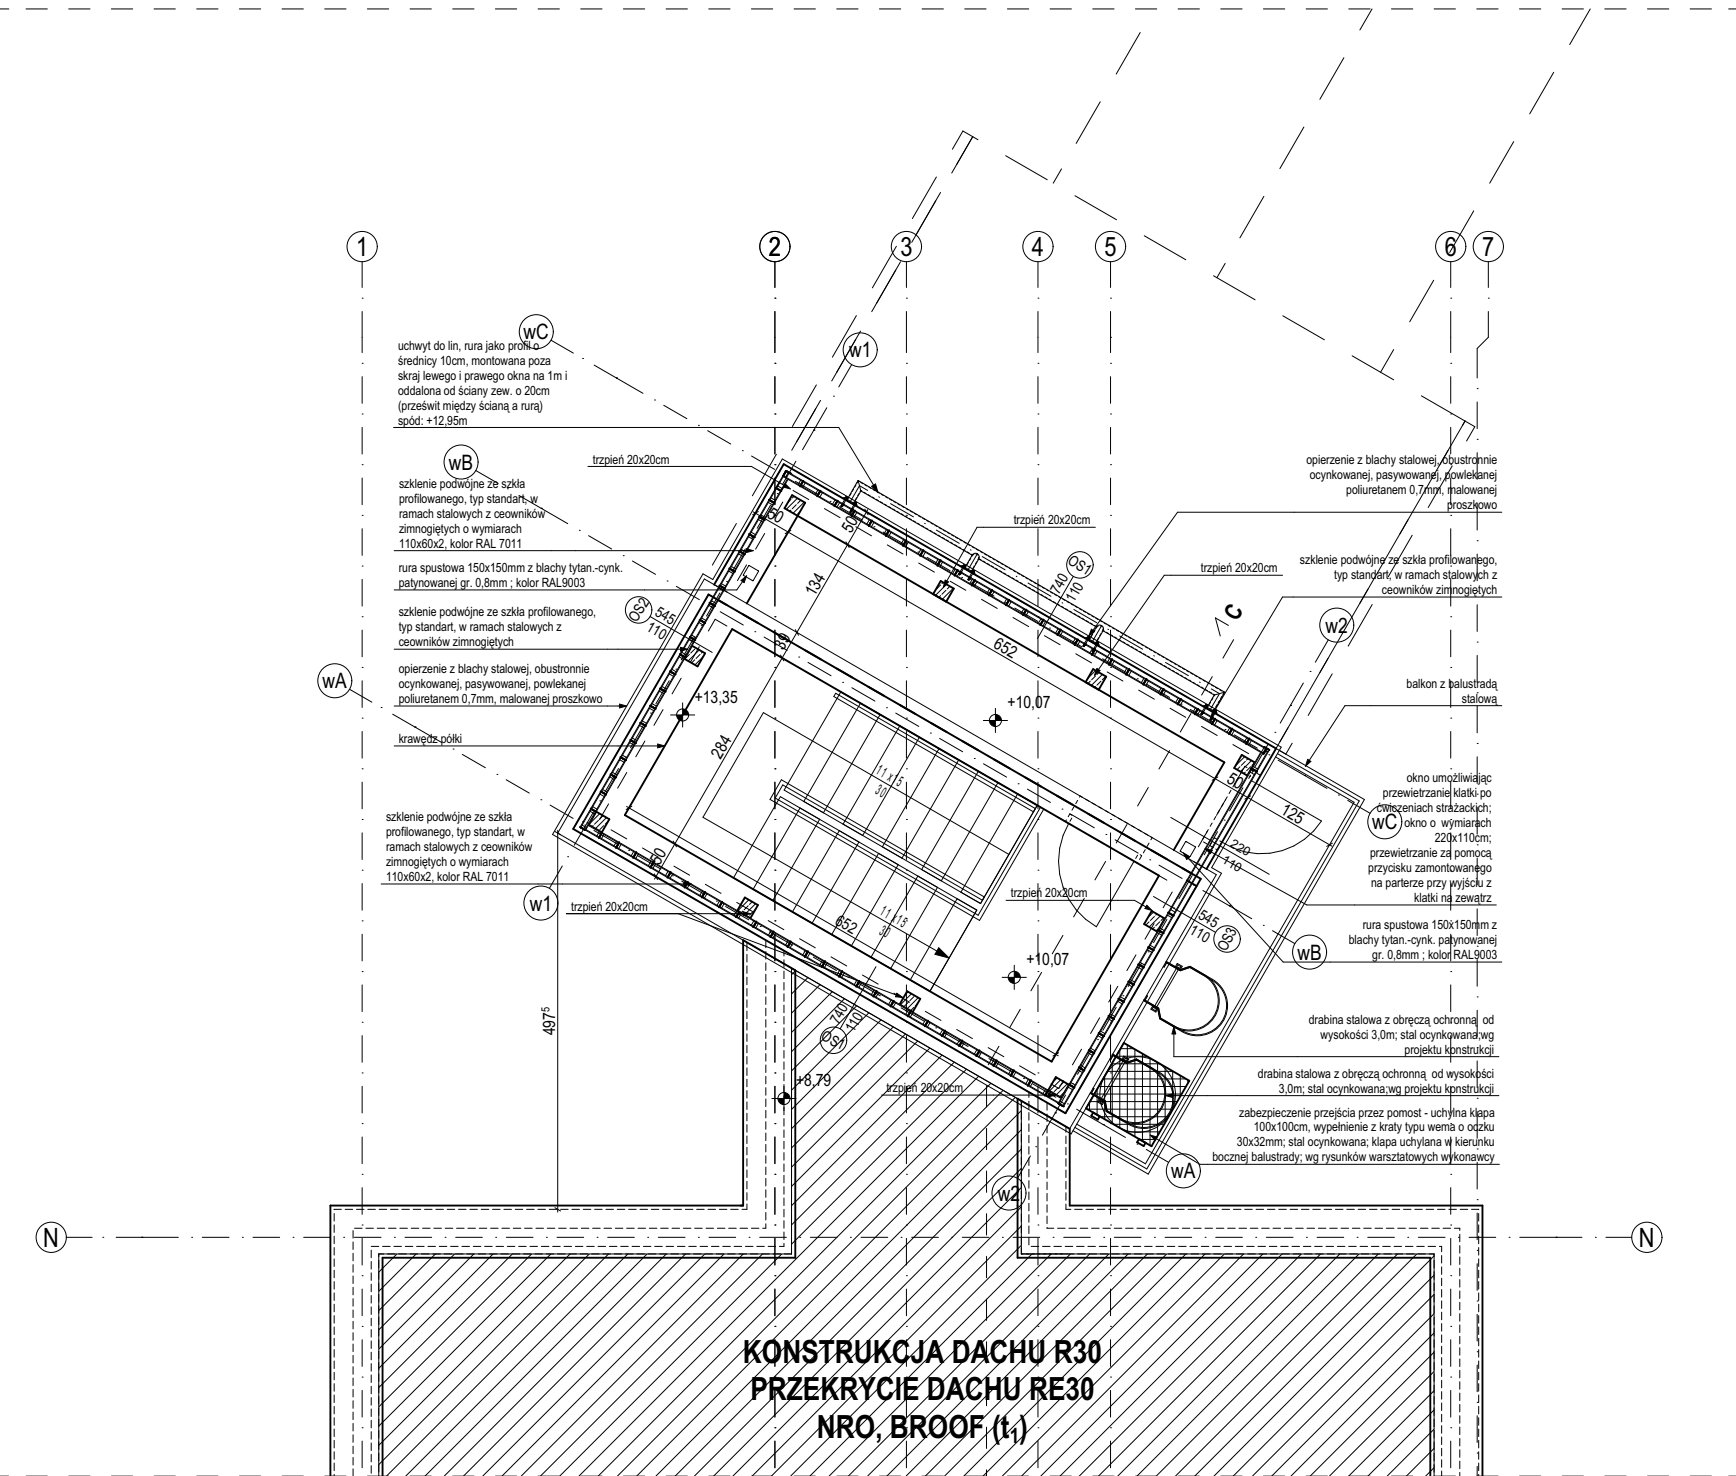 1
2
3
4
5
6
7
wC
w1
uchwyt do lin, rura jako profil o
średnicy 10cm, montowana poza
skraj lewego i prawego okna na 1m i
oddalona od ściany zew. o 20cm
(prześwit między ścianą a rurą)
spód: +12,95m
wB
trzpień 20x20cm
szklenie podwójne ze szkła
profilowanego, typ standart, w
ramach stalowych z ceowników
zimnogiętych o wymiarach
110x60x2, kolor RAL 7011
rura spustowa 150x150mm z blachy tytan.-cynk.
patynowanej gr. 0,8mm ; kolor RAL9003
szklenie podwójne ze szkła profilowanego,
typ standart, w ramach stalowych z
ceowników zimnogiętych
OS2
545
110
wA
opierzenie z blachy stalowej, obustronnie
ocynkowanej, pasywowanej, powlekanej
poliuretanem 0,7mm, malowanej proszkowo
krawędź półki
szklenie podwójne ze szkła
profilowanego, typ standart, w
ramach stalowych z ceowników
zimnogiętych o wymiarach
110x60x2, kolor RAL 7011
w1
trzpień 20x20cm
50
50
134
39
284
50
652
+13,35
+10,07
11 x 15
30
652
11 x 15
30
+10,07
trzpień 20x20cm
OS1
740
110
trzpień 20x20cm
C
w2
opierzenie z blachy stalowej, obustronnie
ocynkowanej, pasywowanej, powlekanej
poliuretanem 0,7mm, malowanej
proszkowo
szklenie podwójne ze szkła profilowanego,
typ standart, w ramach stalowych z
ceowników zimnogiętych
balkon z balustradą
stalową
50
125
okno umożliwiając
przewietrzanie klatki po
ćwiczeniach strażackich;
okno o wymiarach
220x110cm;
przewietrzanie za pomocą
przycisku zamontowanego
na parterze przy wyjściu z
klatki na zewątrz
wC
220
110
trzpień 20x20cm
545
110
OS3
rura spustowa 150x150mm z
blachy tytan.-cynk. patynowanej
gr. 0,8mm ; kolor RAL9003
wB
drabina stalowa z obręczą ochronną od
wysokości 3,0m; stal ocynkowana;wg
projektu konstrukcji
drabina stalowa z obręczą ochronną od wysokości
3,0m; stal ocynkowana;wg projektu konstrukcji
zabezpieczenie przejścia przez pomost - uchylna klapa
100x100cm, wypełnienie z kraty typu wema o oczku
30x32mm; stal ocynkowana; klapa uchylana w kierunku
bocznej balustrady; wg rysunków warsztatowych wykonawcy
wA
497⁵
740
110
OS1
+8,79
trzpień 20x20cm
w2
N
N
KONSTRUKCJA DACHU R30
PRZEKRYCIE DACHU RE30
NRO, BROOF (t₁)